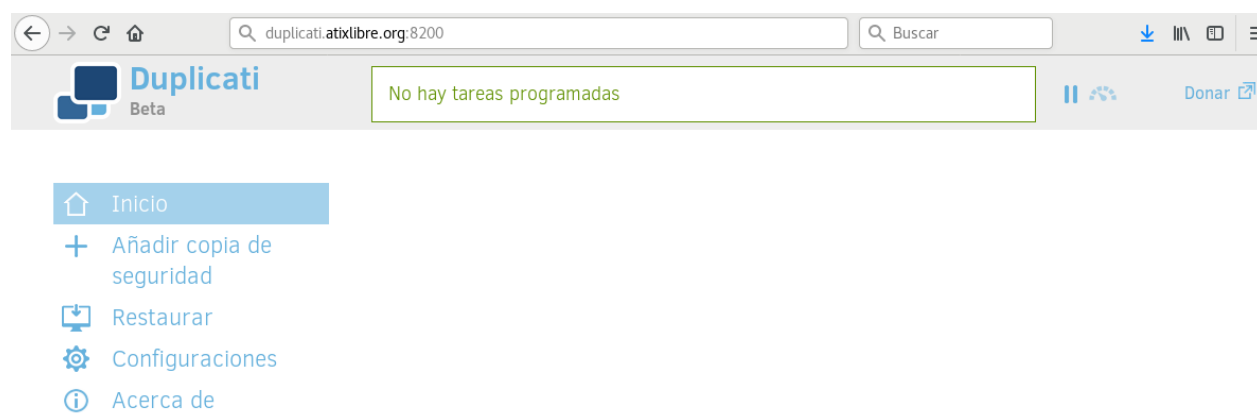 duplicati.atixlibre.org:8200
Buscar
Duplicati
Beta
No hay tareas programadas
Donar
Inicio
Añadir copia de
seguridad
Restaurar
Configuraciones
Acerca de